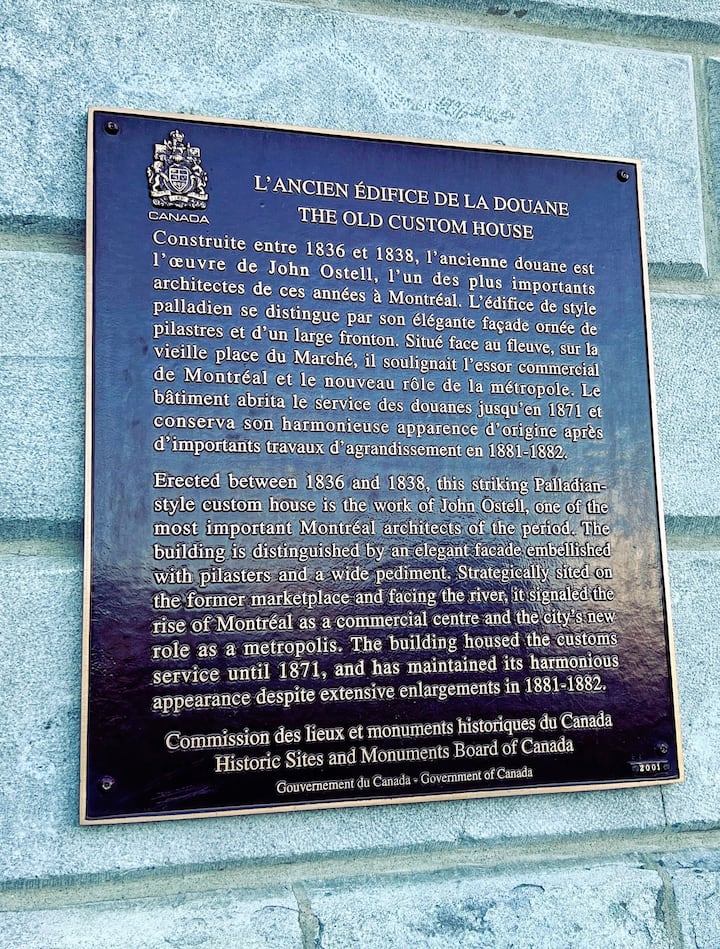 CANADA
L'ANCIEN ÉDIFICE DE LA DOUANE
THE OLD CUSTOM HOUSE
Construite entre 1836 et 1838, l'ancienne douane est
l'œuvre de John Ostell, l'un des plus importants
architectes de ces années à Montréal. L'édifice de style
palladien se distingue par son élégante façade ornée de
pilastres et d'un large fronton. Situé face au fleuve, sur la
vieille place du Marché, il soulignait l'essor commercial
de Montréal et le nouveau rôle de la métropole. Le
bâtiment abrita le service des douanes jusqu'en 1871 et
conserva son harmonieuse apparence d'origine après
d'importants travaux d'agrandissement en 1881-1882.
Erected between 1836 and 1838, this striking Palladian-
style custom house is the work of John Ostell, one of the
most important Montréal architects of the period. The
building is distinguished by an elegant facade embellished
with pilasters and a wide pediment. Strategically sited on
the former marketplace and facing the river, it signaled the
rise of Montréal as a commercial centre and the city's new
role as a metropolis. The building housed the customs
service until 1871, and has maintained its harmonious
appearance despite extensive enlargements in 1881-1882.
Commission des lieux et monuments historiques du Canada
Historic Sites and Monuments Board of Canada
Gouvernement du Canada - Government of Canada
2001